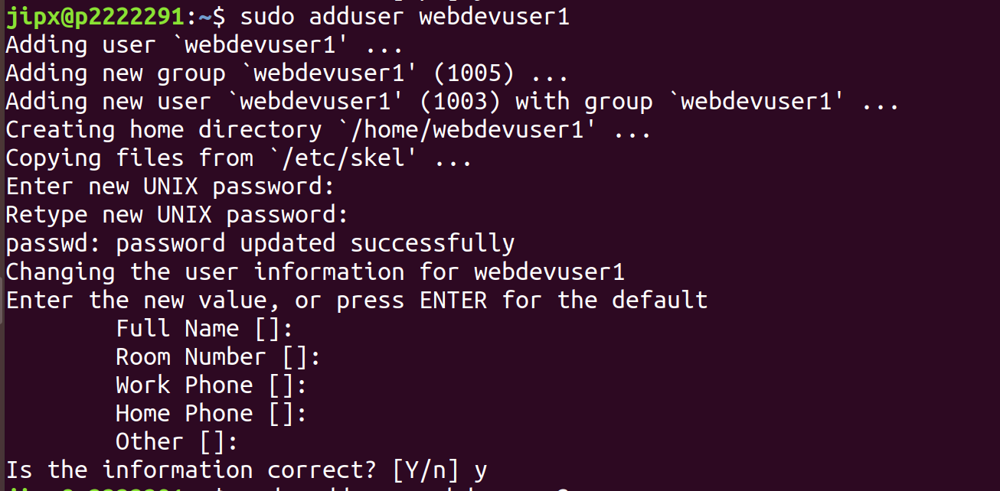 jipx@p2222291:~$ sudo adduser webdevuser1
Adding user `webdevuser1' ...
Adding new group `webdevuser1' (1005) ...
Adding new user `webdevuser1' (1003) with group `webdevuser1' ...
Creating home directory `/home/webdevuser1' ...
Copying files from `/etc/skel' ...
Enter new UNIX password:
Retype new UNIX password:
passwd: password updated successfully
Changing the user information for webdevuser1
Enter the new value, or press ENTER for the default
Full Name []:
Room Number []:
Work Phone []:
Home Phone []:
Other []:
Is the information correct? [Y/n] y